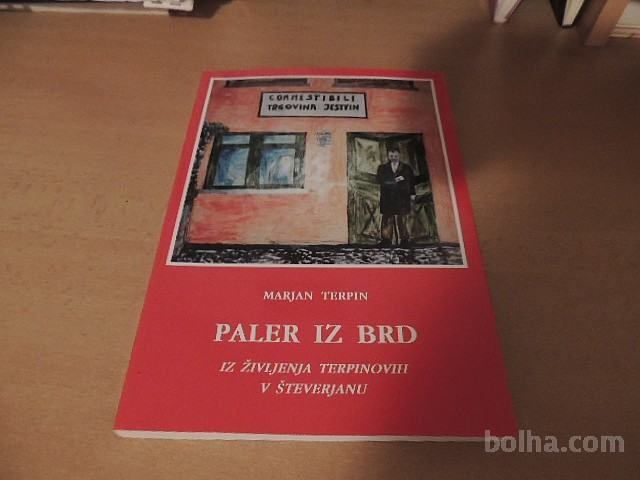 COMMESTIBILI
TRGOVINA JESTVIN
MARJAN TERPIN
PALER IZ BRD
IZ ŽIVLJENJA TERPINOVIH
V ŠTEVERJANU
bolha.com